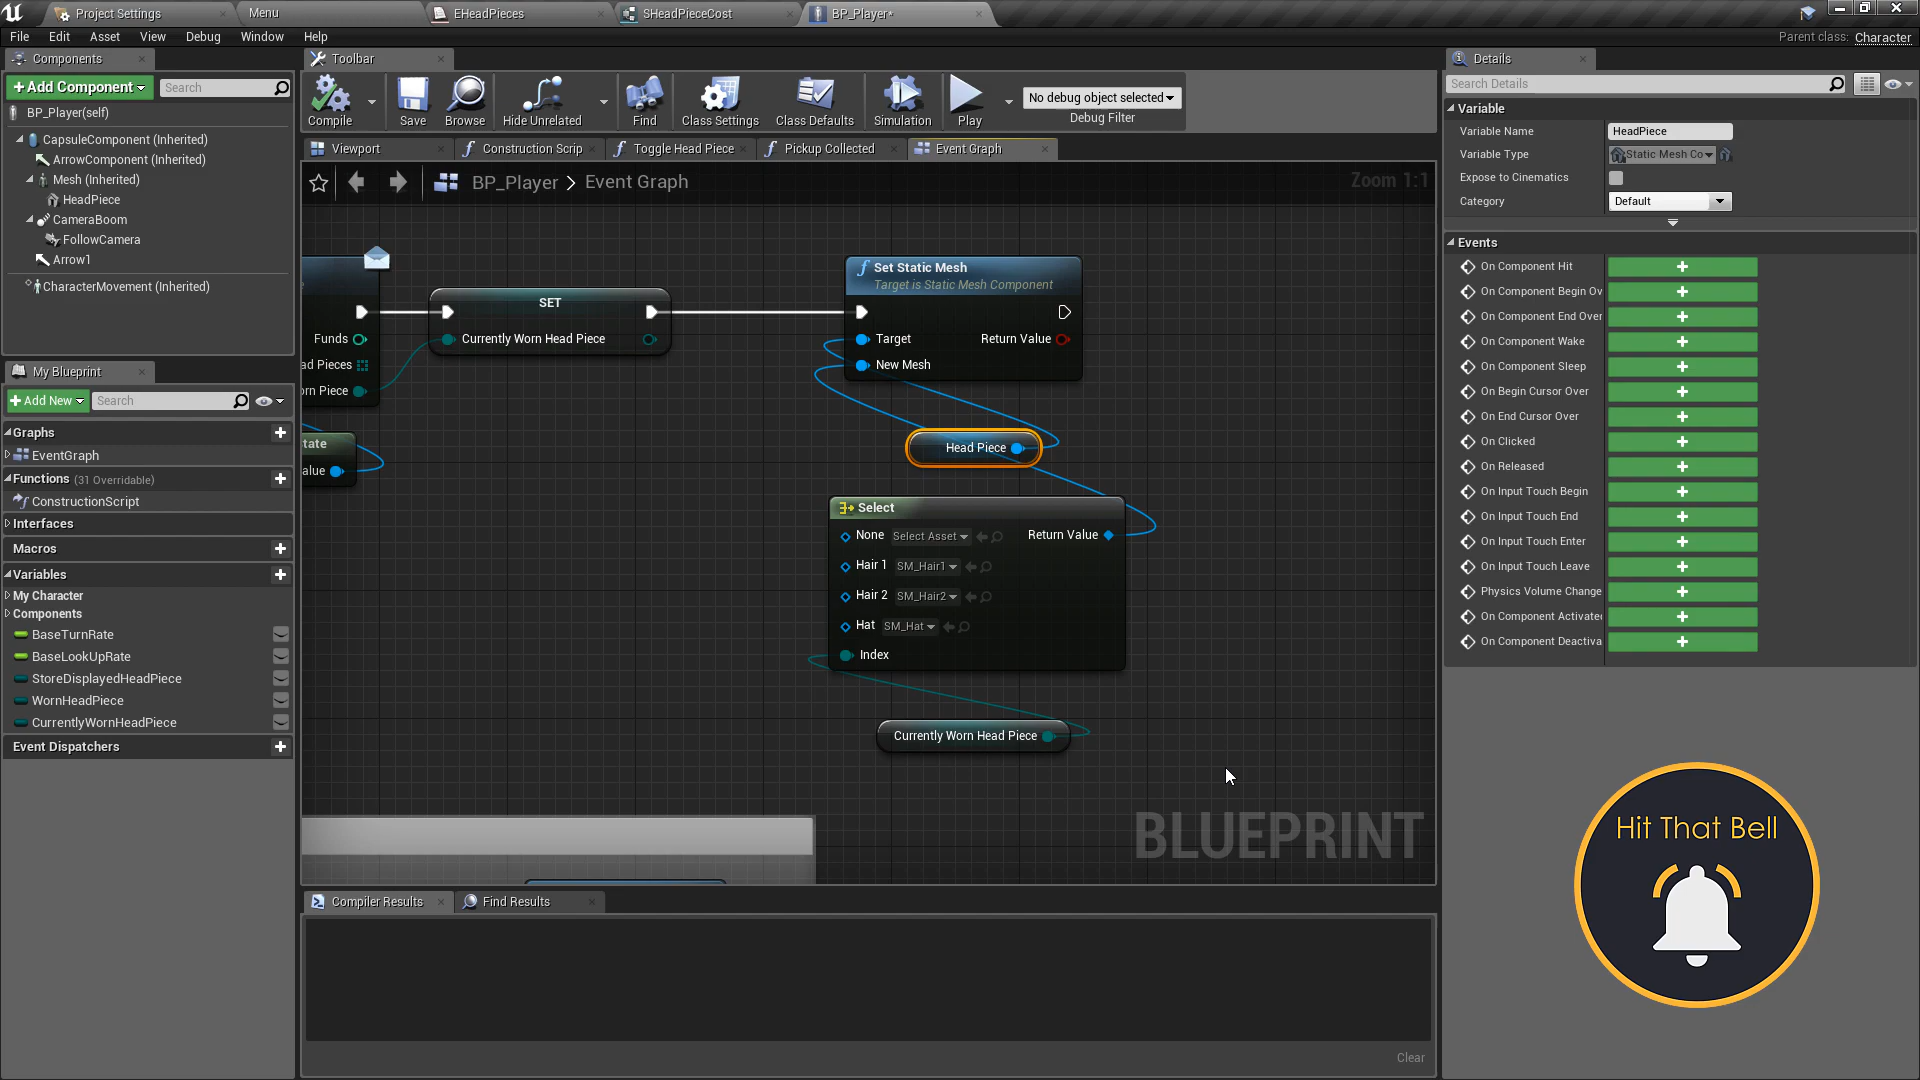 Project Settings
Menu
EHeadPieces
SHeadPieceCost
BP_Player*
File Edit Asset View Debug Window Help
Parent class: Character
Components
+Add Component
Search
BP_Player(self)
CapsuleComponent (Inherited)
ArrowComponent (Inherited)
Mesh (Inherited)
HeadPiece
CameraBoom
FollowCamera
Arrow1
CharacterMovement (Inherited)
My Blueprint
+Add New
Search
Graphs
EventGraph
Functions (31 Overridable)
ConstructionScript
Interfaces
Macros
Variables
My Character
Components
BaseTurnRate
BaseLookUpRate
StoreDisplayedHeadPiece
WornHeadPiece
CurrentlyWornHeadPiece
Event Dispatchers
Toolbar
Compile
Save
Browse
Hide Unrelated
Find
Class Settings
Class Defaults
Simulation
Play
No debug object selected
Debug Filter
Viewport
Construction Scrip
Toggle Head Piece
Pickup Collected
Event Graph
BP_Player > Event Graph
Zoom 1:1
Funds
ad Pieces
orn Piece
tate
alue
SET
Currently Worn Head Piece
Set Static Mesh
Target is Static Mesh Component
Target
Return Value
New Mesh
Head Piece
Select
None Select Asset
Return Value
Hair 1 SM_Hair1
Hair 2 SM_Hair2
Hat SM_Hat
Index
Currently Worn Head Piece
BLUEPRINT
Compiler Results
Find Results
Clear
Details
Search Details
Variable
Variable Name HeadPiece
Variable Type Static Mesh Co
Expose to Cinematics
Category Default
Events
On Component Hit
On Component Begin Ov
On Component End Over
On Component Wake
On Component Sleep
On Begin Cursor Over
On End Cursor Over
On Clicked
On Released
On Input Touch Begin
On Input Touch End
On Input Touch Enter
On Input Touch Leave
Physics Volume Change
On Component Activate
On Component Deactiva
Hit That Bell